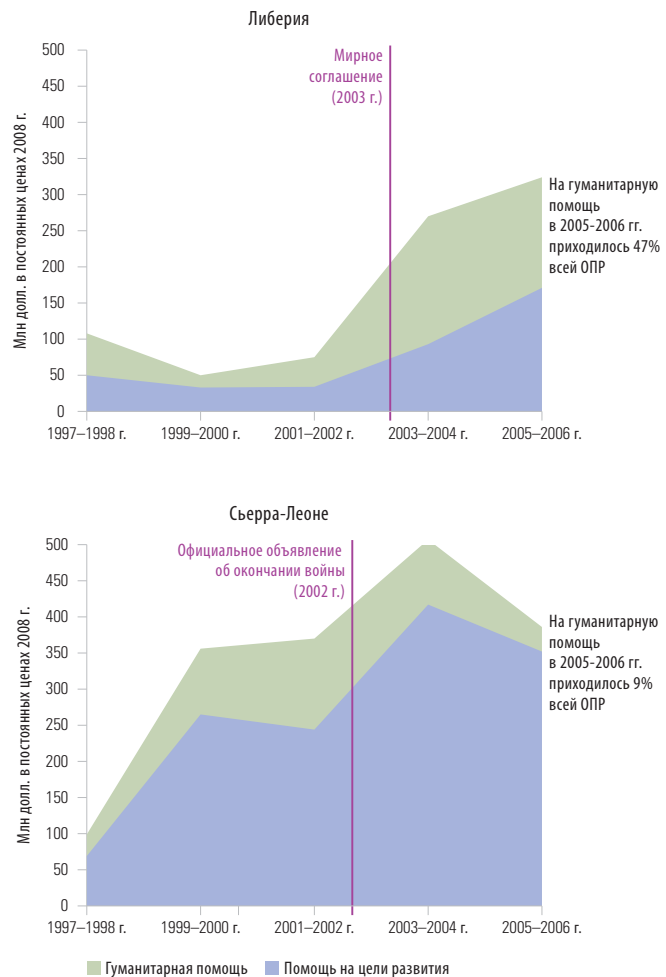 Либерия
Млн долл. в постоянных ценах 2008 г.
500
450
400
350
300
250
200
150
100
50
0
Мирное
соглашение
(2003 г.)
На гуманитарную
помощь
в 2005-2006 гг.
приходилось 47%
всей ОПР
1997–1998 г.
1999–2000 г.
2001–2002 г.
2003–2004 г.
2005–2006 г.
Сьерра-Леоне
Млн долл. в постоянных ценах 2008 г.
500
450
400
350
300
250
200
150
100
50
0
Официальное объявление
об окончании войны
(2002 г.)
На гуманитарную
помощь
в 2005-2006 гг.
приходилось 9%
всей ОПР
1997–1998 г.
1999–2000 г.
2001–2002 г.
2003–2004 г.
2005–2006 г.
Гуманитарная помощь
Помощь на цели развития